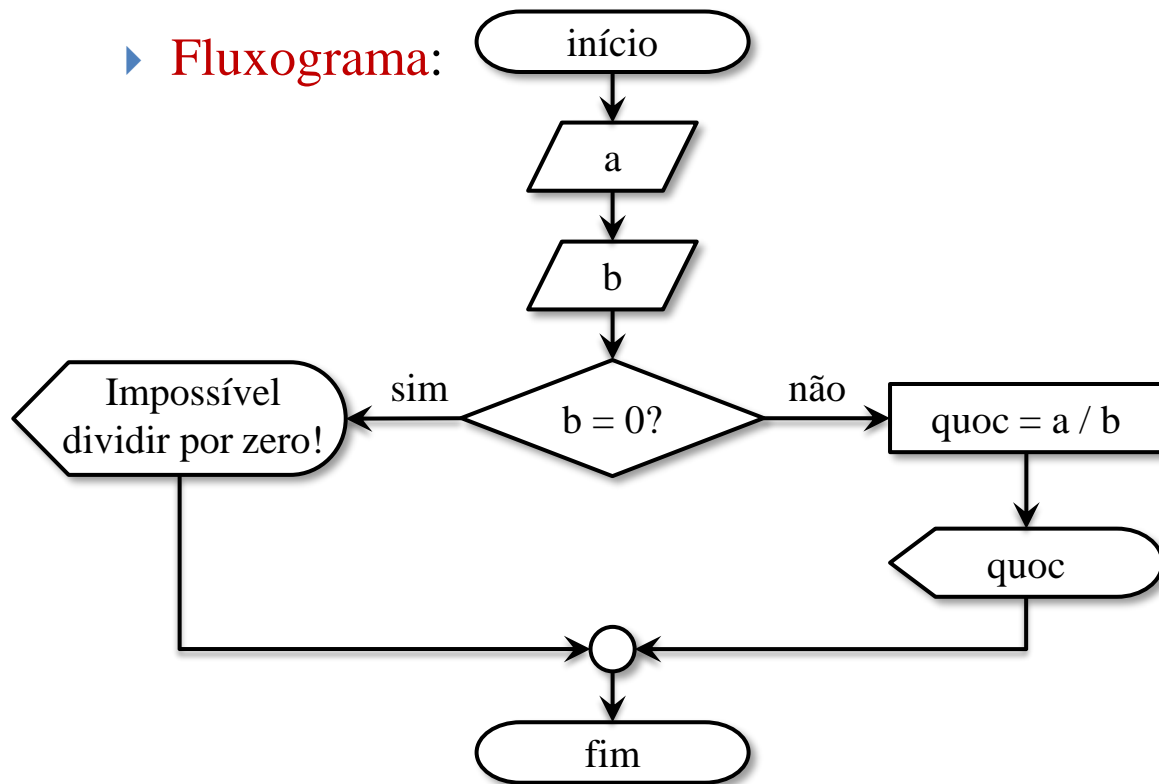 Fluxograma:
início
a
b
b = 0?
sim
não
Impossível
dividir por zero!
quoc = a / b
quoc
fim